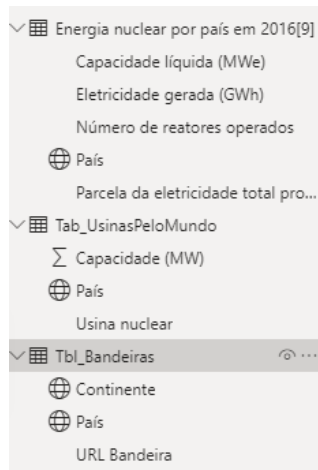 Energia nuclear por país em 2016[9]
Capacidade líquida (MWe)
Eletricidade gerada (GWh)
Número de reatores operados
País
Parcela da eletricidade total pro...
Tab_UsinasPeloMundo
Capacidade (MW)
País
Usina nuclear
Tbl_Bandeiras
Continente
País
URL Bandeira